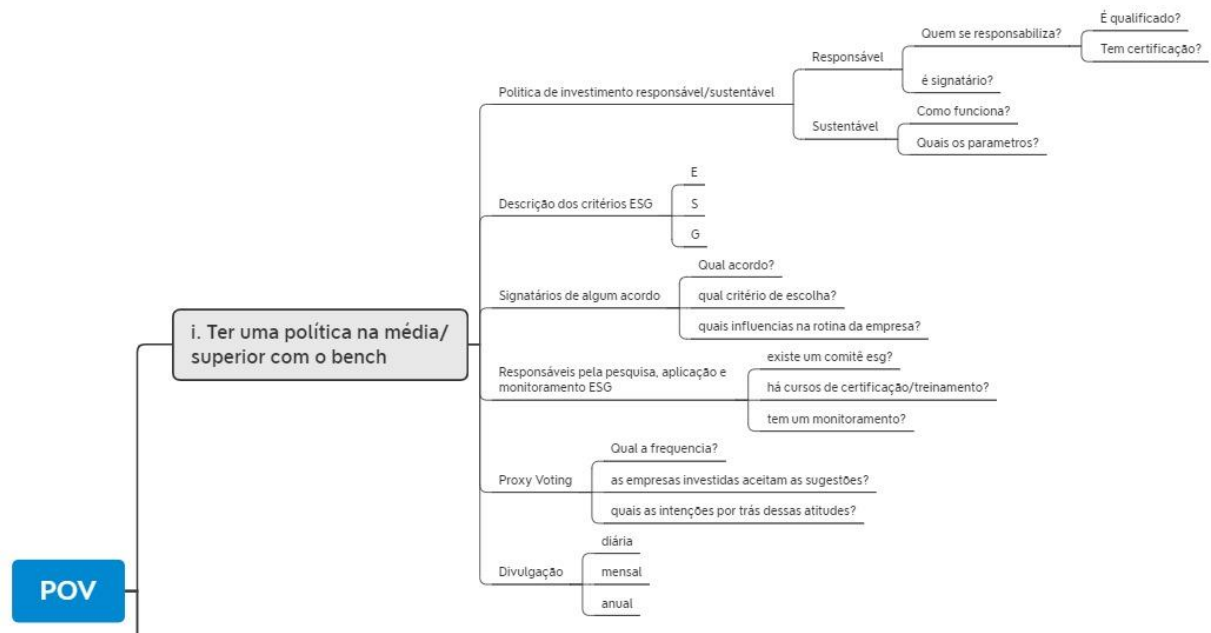 É qualificado?
Quem se responsabiliza?
Tem certificação?
Responsável
é signatário?
Politica de investimento responsável/sustentável
Como funciona?
Sustentável
Quais os parametros?
E
Descrição dos critérios ESG
S
G
Qual acordo?
Signatários de algum acordo
qual critério de escolha?
quais influencias na rotina da empresa?
i. Ter uma política na média/
superior com o bench
existe um comitê esg?
Responsáveis pela pesquisa, aplicação e
monitoramento ESG
há cursos de certificação/treinamento?
tem um monitoramento?
Qual a frequencia?
Proxy Voting
as empresas investidas aceitam as sugestões?
quais as intenções por trás dessas atitudes?
diária
Divulgação
mensal
anual
POV